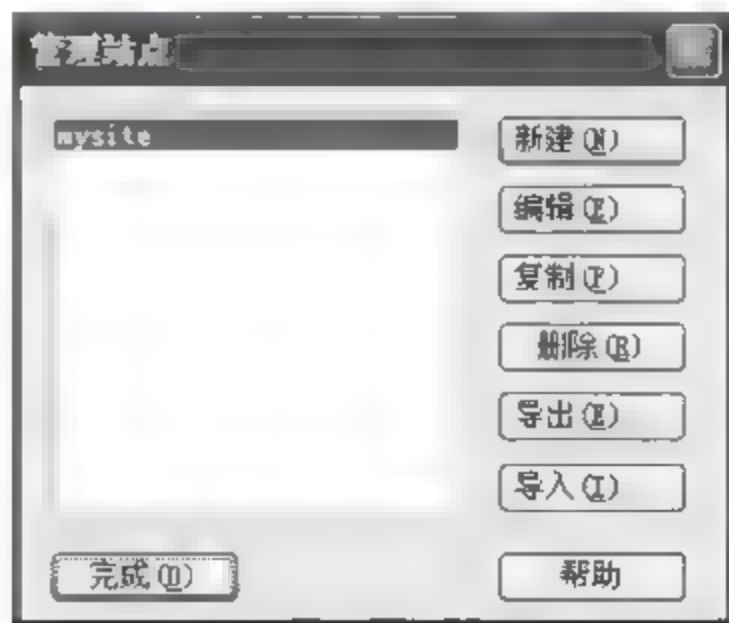 管理站点
mysite
新建(N)
编辑(E)
复制(P)
删除(R)
导出(E)
导入(I)
完成(D)
帮助